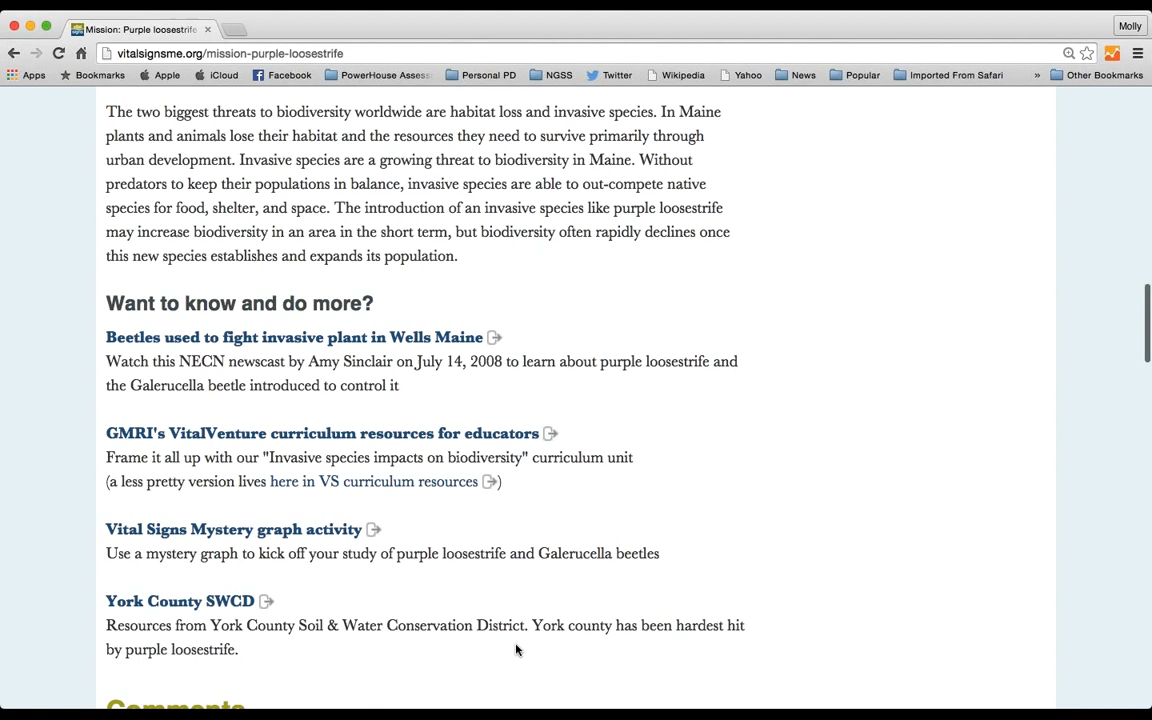 Mission: Purple loosestrife
Molly
vitalsignsme.org/mission-purple-loosestrife
Apps Bookmarks Apple iCloud Facebook PowerHouse Assess Personal PD NGSS Twitter Wikipedia Yahoo News Popular Imported From Safari » Other Bookmarks
The two biggest threats to biodiversity worldwide are habitat loss and invasive species. In Maine
plants and animals lose their habitat and the resources they need to survive primarily through
urban development. Invasive species are a growing threat to biodiversity in Maine. Without
predators to keep their populations in balance, invasive species are able to out-compete native
species for food, shelter, and space. The introduction of an invasive species like purple loosestrife
may increase biodiversity in an area in the short term, but biodiversity often rapidly declines once
this new species establishes and expands its population.
Want to know and do more?
Beetles used to fight invasive plant in Wells Maine
Watch this NECN newscast by Amy Sinclair on July 14, 2008 to learn about purple loosestrife and
the Galerucella beetle introduced to control it
GMRI's VitalVenture curriculum resources for educators
Frame it all up with our "Invasive species impacts on biodiversity" curriculum unit
(a less pretty version lives here in VS curriculum resources )
Vital Signs Mystery graph activity
Use a mystery graph to kick off your study of purple loosestrife and Galerucella beetles
York County SWCD
Resources from York County Soil & Water Conservation District. York county has been hardest hit
by purple loosestrife.
Comments